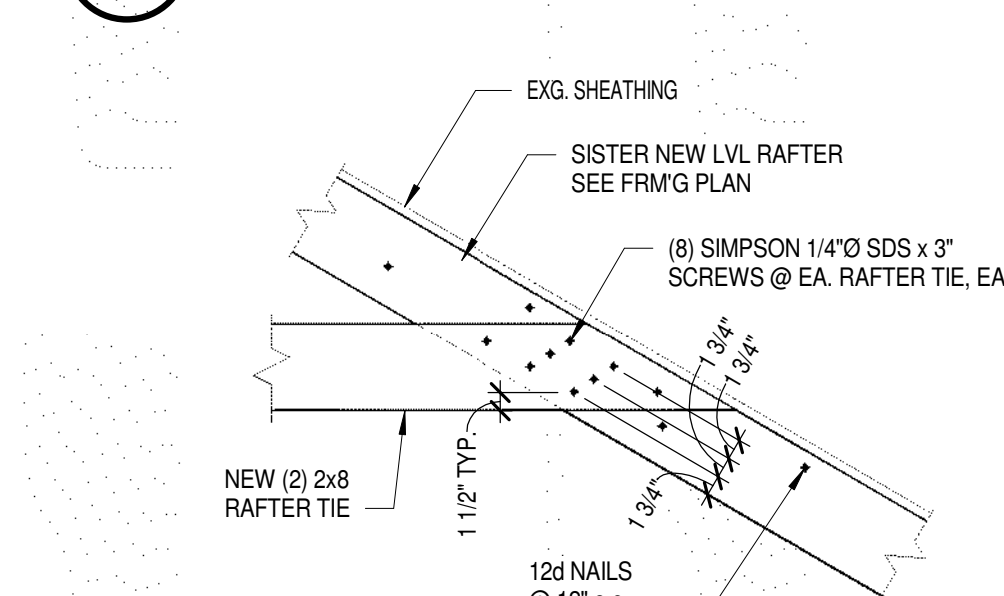 EXG. SHEATHING
SISTER NEW LVL RAFTER
SEE FRM'G PLAN
(8) SIMPSON 1/4"Ø SDS x 3"
SCREWS @ EA. RAFTER TIE, EA
1 3/4"
1 3/4"
1 1/2" TYP.
1 3/4"
NEW (2) 2x8
RAFTER TIE
12d NAILS